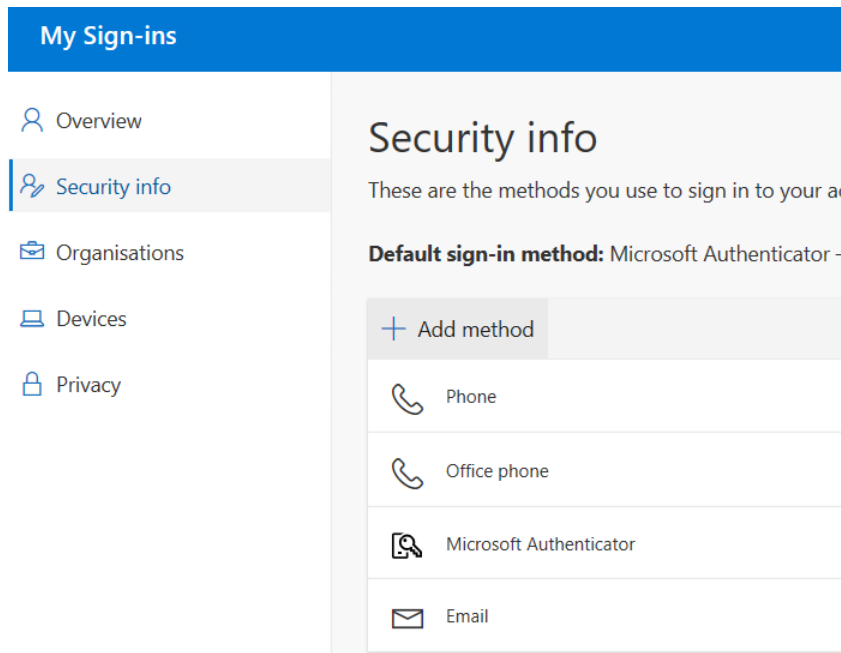 My Sign-ins
Overview
Security info
Organisations
Devices
Privacy
Security info
These are the methods you use to sign in to your
Default sign-in method: Microsoft Authenticator -
+ Add method
Phone
Office phone
Microsoft Authenticator
Email